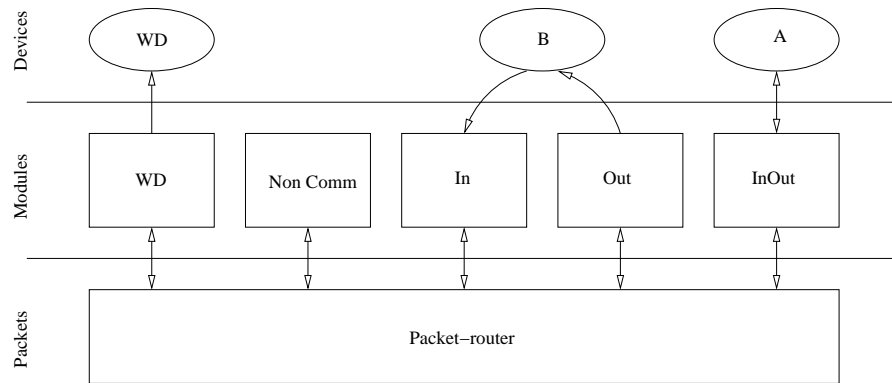 Devices
WD
B
A
Modules
WD
Non Comm
In
Out
InOut
Packets
Packet−router